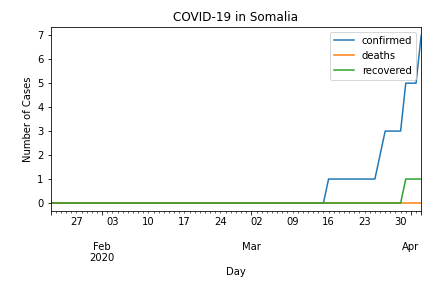 COVID-19 in Somalia
confirmed
deaths
recovered
Number of Cases
7
6
5
4
3
2
1
0
27 03 10 17 24 02 09 16 23 30
Feb Mar Apr
2020
Day